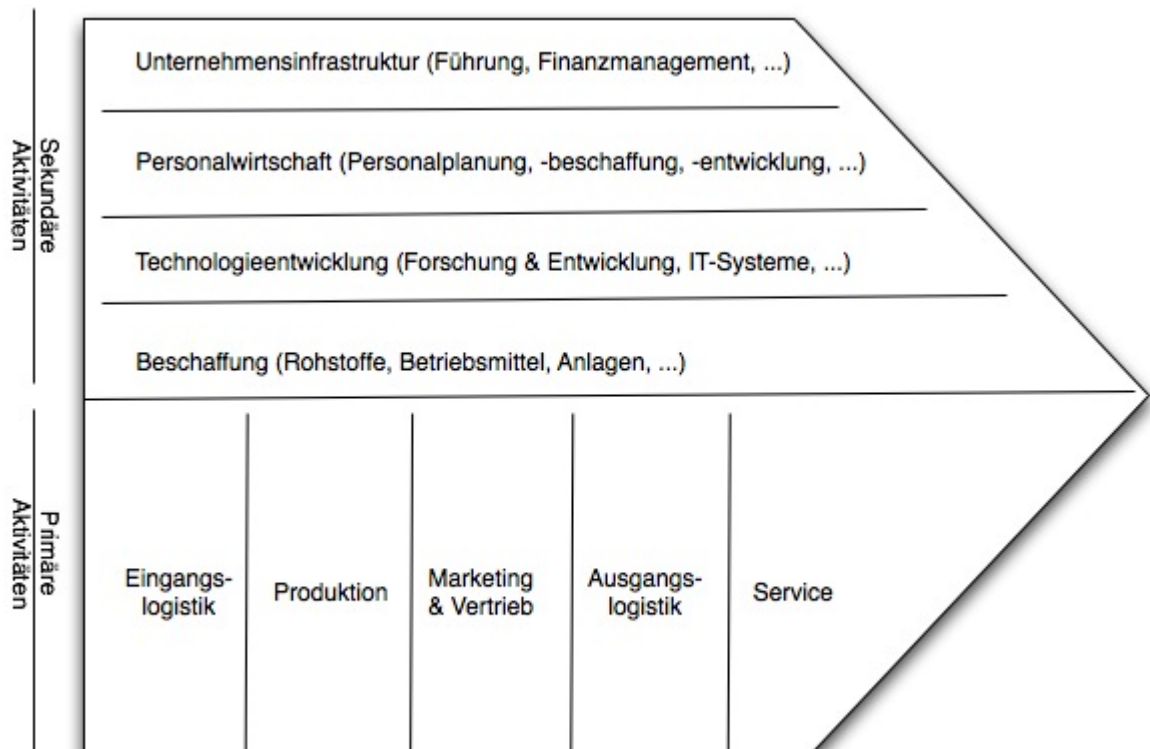 Sekundäre
Aktivitäten
Unternehmensinfrastruktur (Führung, Finanzmanagement, ...)
Personalwirtschaft (Personalplanung, -beschaffung, -entwicklung, ...)
Technologieentwicklung (Forschung & Entwicklung, IT-Systeme, ...)
Beschaffung (Rohstoffe, Betriebsmittel, Anlagen, ...)
Primäre
Aktivitäten
Eingangs-
logistik
Produktion
Marketing
& Vertrieb
Ausgangs-
logistik
Service